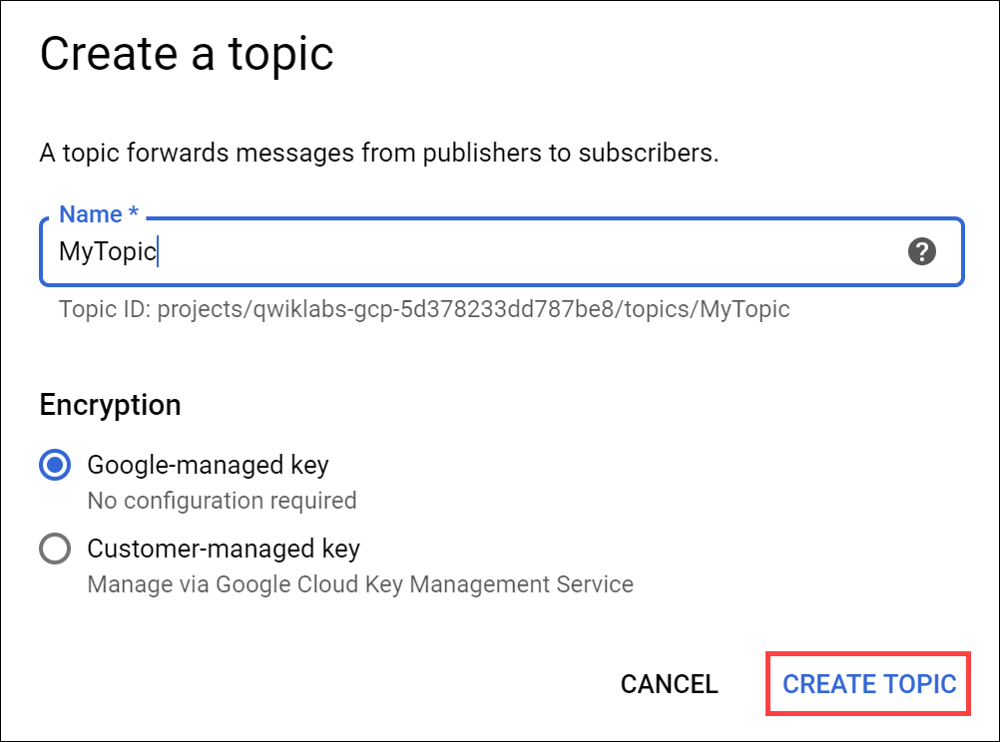 Create a topic
A topic forwards messages from publishers to subscribers.
Name *
MyTopic
?
Topic ID: projects/qwiklabs-gcp-5d378233dd787be8/topics/MyTopic
Encryption
Google-managed key
No configuration required
Customer-managed key
Manage via Google Cloud Key Management Service
CANCEL CREATE TOPIC